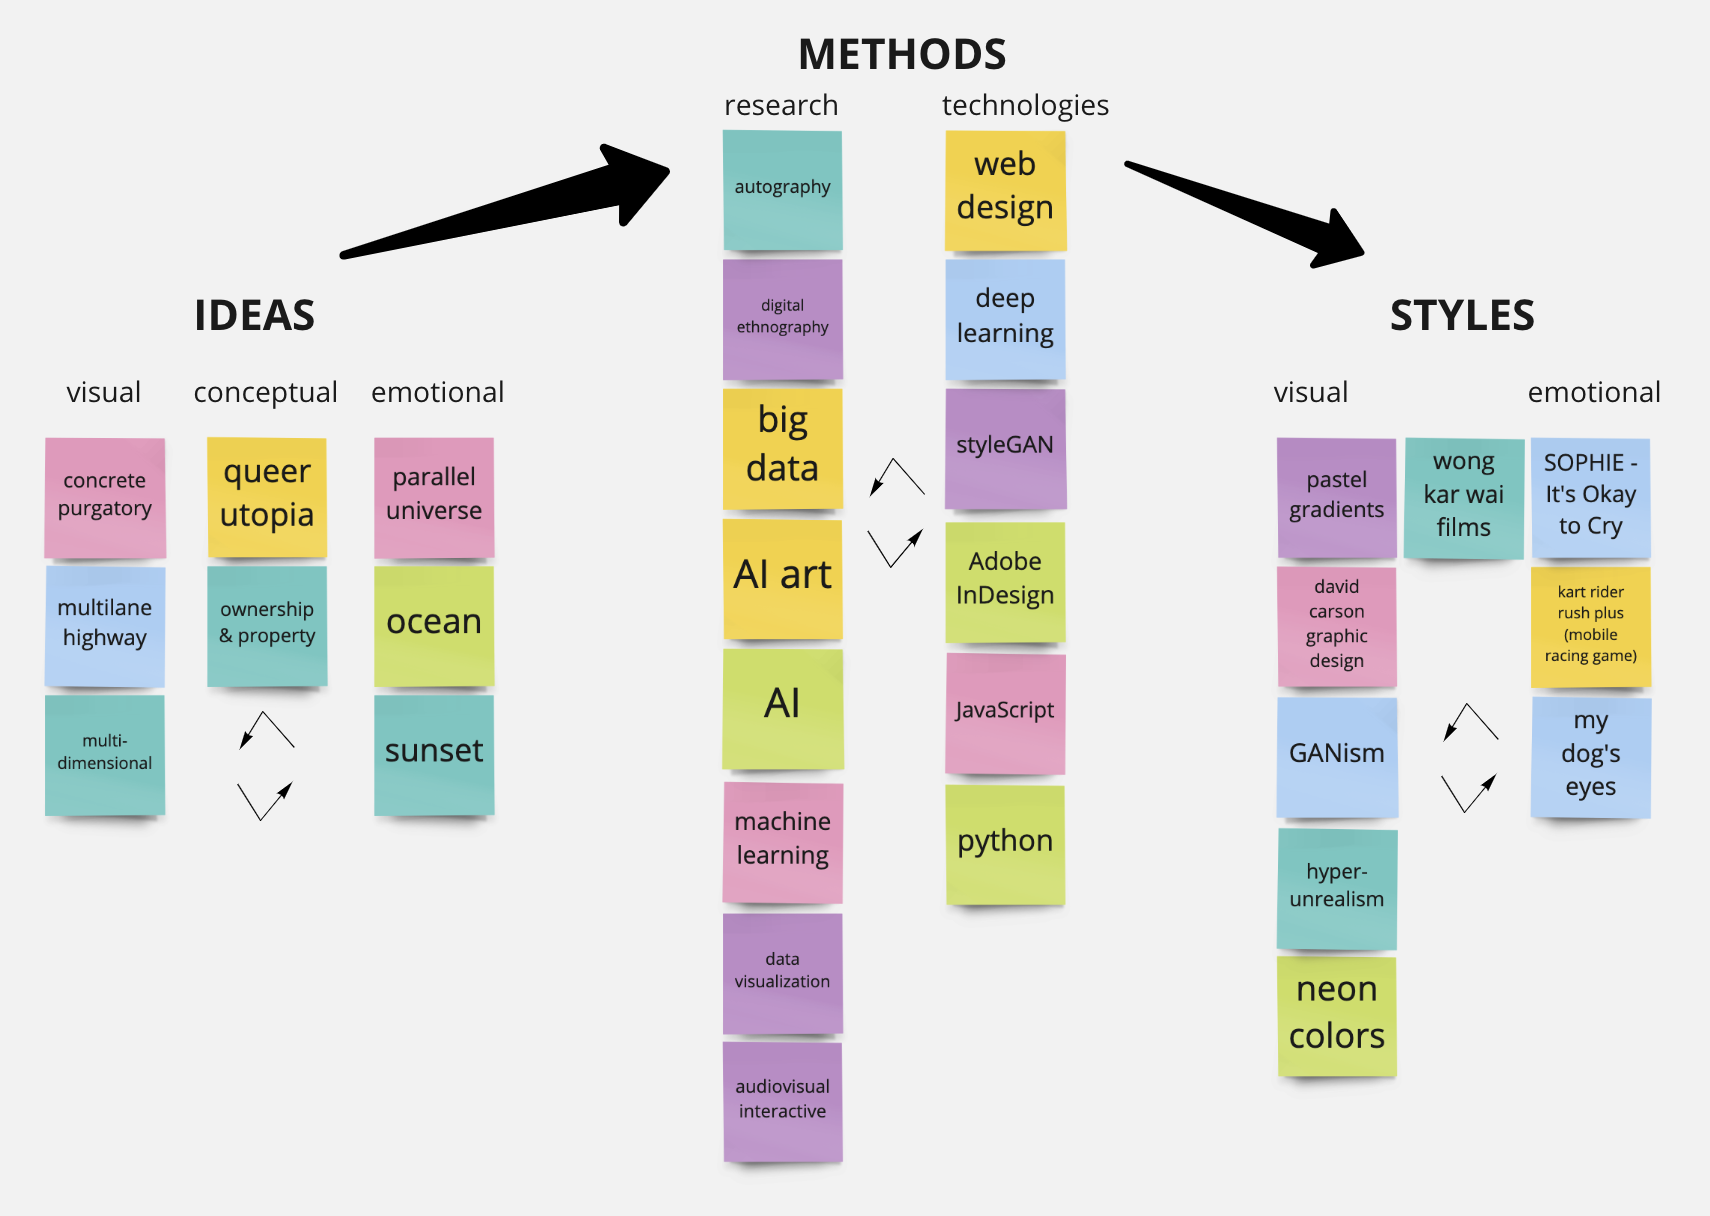 METHODS
research
technologies
autography
digital
ethnography
big
data
AI art
AI
machine
learning
data
visualization
audiovisual
interactive
web
design
deep
learning
styleGAN
Adobe
InDesign
JavaScript
python
IDEAS
visual
conceptual
emotional
concrete
purgatory
multilane
highway
multi-
dimensional
queer
utopia
ownership
& property
parallel
universe
ocean
sunset
STYLES
visual
emotional
pastel
gradients
david
carson
graphic
design
GANism
hyper-
unrealism
neon
colors
wong
kar wai
films
SOPHIE -
It's Okay
to Cry
kart rider
rush plus
(mobile
racing game)
my
dog's
eyes